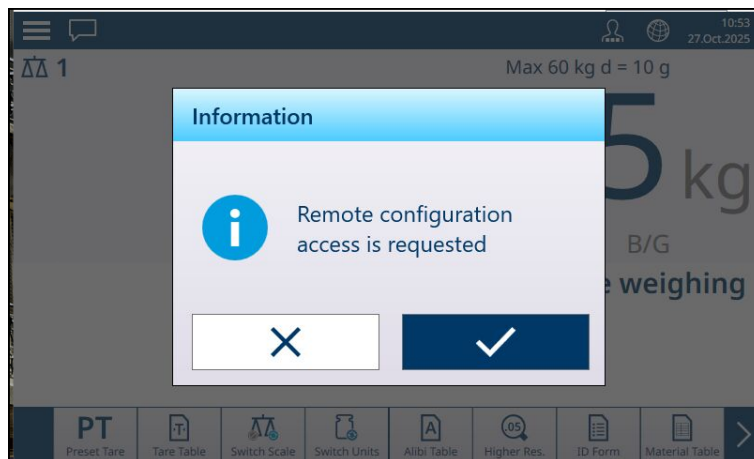 10:53
27.Oct.2025
1
Max 60 kg d = 10 g
Information
5 kg
Remote configuration
access is requested
B/G
weighing
PT
Preset Tare
T
Tare Table
Switch Scale
Switch Units
A
Alibi Table
.05
Higher Res.
ID Form
Material Table